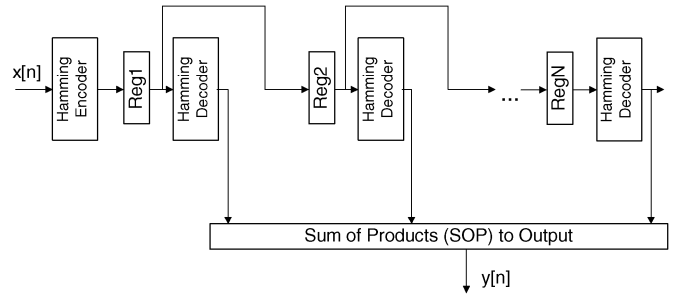 x[n]
Hamming
Encoder
Reg1
Hamming
Decoder
Reg2
Hamming
Decoder
...
RegN
Hamming
Decoder
Sum of Products (SOP) to Output
y[n]